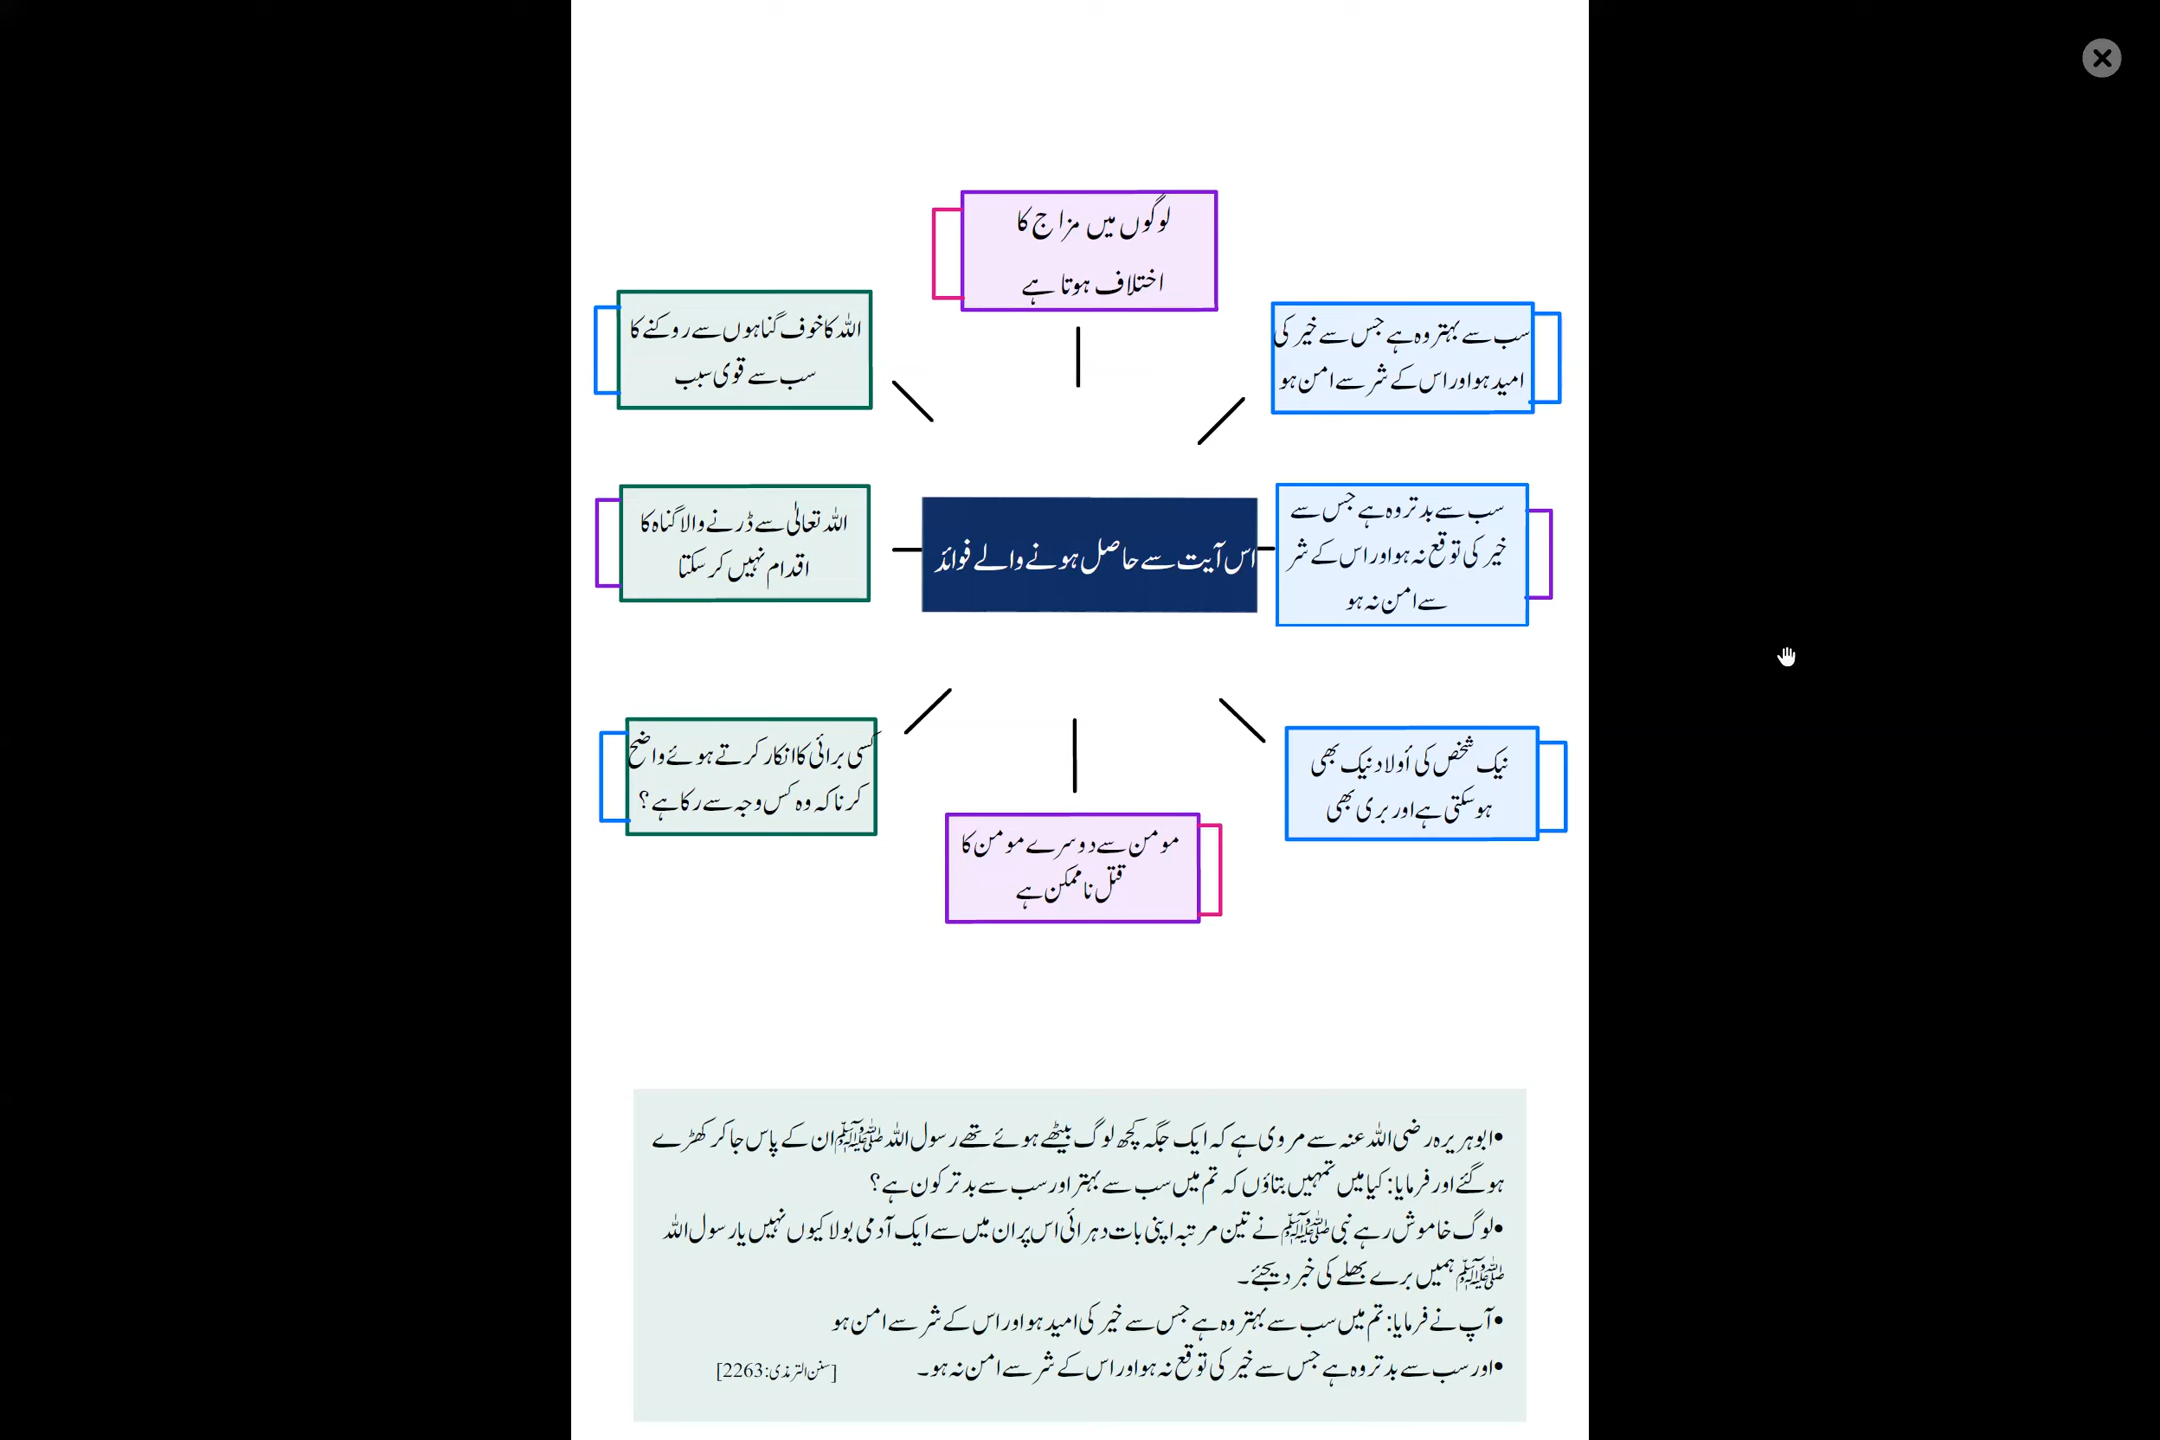 لوگوں میں مزاج کا
اختلاف ہوتا ہے
سب سے بہتر وہ ہے جس سے خیر کی
امید ہو اور اس کے شر سے امن ہو
سب سے بدتر وہ ہے جس سے
خیر کی توقع نہ ہو اور اس کے شر
سے امن نہ ہو
نیک شخص کی أولاد نیک بھی
ہو سکتی ہے اور بری بھی
مومن سے دوسرے مومن کا
قتل ناممکن ہے
کسی برائی کا انکار کرتے ہوئے واضح
کرنا کہ وہ کس وجہ سے رکا ہے؟
اللہ تعالٰی سے ڈرنے والا گناہ کا
اقدام نہیں کر سکتا
اللہ کا خوف گناہوں سے روکنے کا
سب سے قوی سبب
اس آیت سے حاصل ہونے والے فوائد
•ابوہریرہ رضی اللہ عنہ سے مروی ہے کہ ایک جگہ کچھ لوگ بیٹھے ہوئے تھے رسول اللہ ﷺ ان کے پاس جا کر کھڑے
ہو گئے اور فرمایا: کیا میں تمہیں بتاؤں کہ تم میں سب سے بہتر اور سب سے بدتر کون ہے؟
•لوگ خاموش رہے نبی ﷺ نے تین مرتبہ اپنی بات دہرائی اس پر ان میں سے ایک آدمی بولا کیوں نہیں یا رسول اللہ
ﷺ ہمیں برے بھلے کی خبر دیجئے۔
•آپ نے فرمایا: تم میں سب سے بہتر وہ ہے جس سے خیر کی امید ہو اور اس کے شر سے امن ہو
•اور سب سے بدتر وہ ہے جس سے خیر کی توقع نہ ہو اور اس کے شر سے امن نہ ہو۔ [سنن الترمذی: 2263]